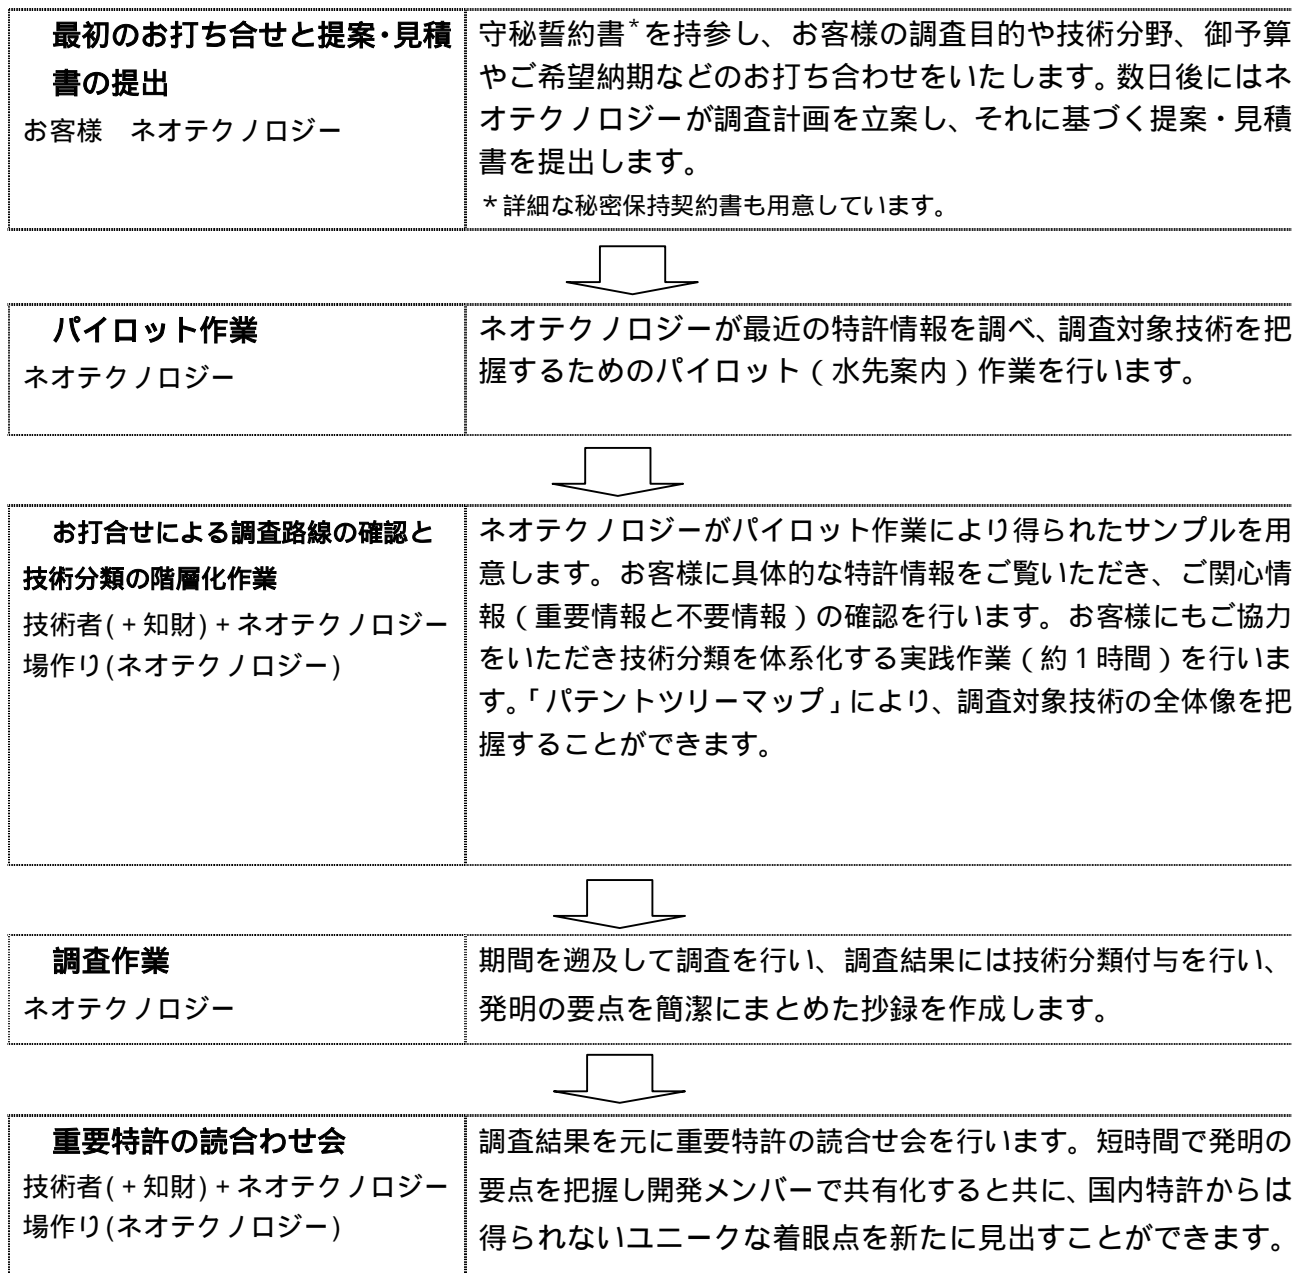 最初のお打ち合せと提案・見積
書の提出
お客様　ネオテクノロジー
守秘誓約書*を持参し、お客様の調査目的や技術分野、御予算
やご希望納期などのお打ち合わせをいたします。数日後にはネ
オテクノロジーが調査計画を立案し、それに基づく提案・見積
書を提出します。
*詳細な秘密保持契約書も用意しています。
パイロット作業
ネオテクノロジー
ネオテクノロジーが最近の特許情報を調べ、調査対象技術を把
握するためのパイロット（水先案内）作業を行います。
お打合せによる調査路線の確認と
技術分類の階層化作業
技術者(+知財)+ネオテクノロジー
場作り(ネオテクノロジー)
ネオテクノロジーがパイロット作業により得られたサンプルを用
意します。お客様に具体的な特許情報をご覧いただき、ご関心情
報（重要情報と不要情報）の確認を行います。お客様にもご協力
をいただき技術分類を体系化する実践作業（約１時間）を行いま
す。「パテントツリーマップ」により、調査対象技術の全体像を把
握することができます。
調査作業
ネオテクノロジー
期間を遡及して調査を行い、調査結果には技術分類付与を行い、
発明の要点を簡潔にまとめた抄録を作成します。
重要特許の読合わせ会
技術者(+知財)+ネオテクノロジー
場作り(ネオテクノロジー)
調査結果を元に重要特許の読合せ会を行います。短時間で発明の
要点を把握し開発メンバーで共有化すると共に、国内特許からは
得られないユニークな着眼点を新たに見出すことができます。